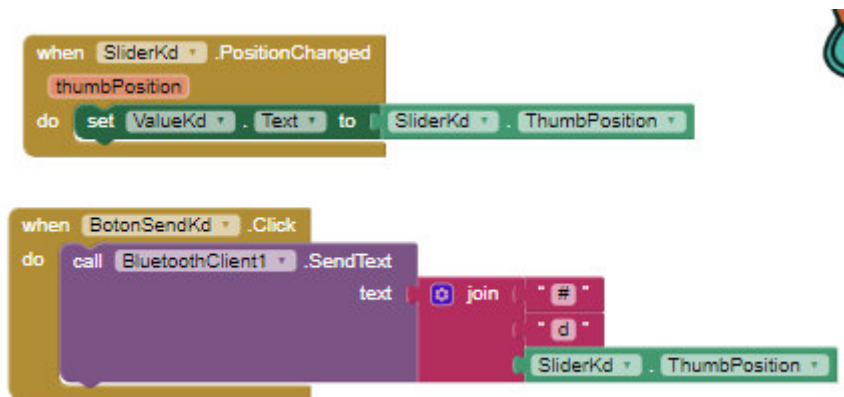 when SliderKd .PositionChanged
thumbPosition
do set ValueKd . Text to SliderKd . ThumbPosition
when BotonSendKd .Click
do call BluetoothClient1 .SendText
text join " # "
" d "
SliderKd . ThumbPosition